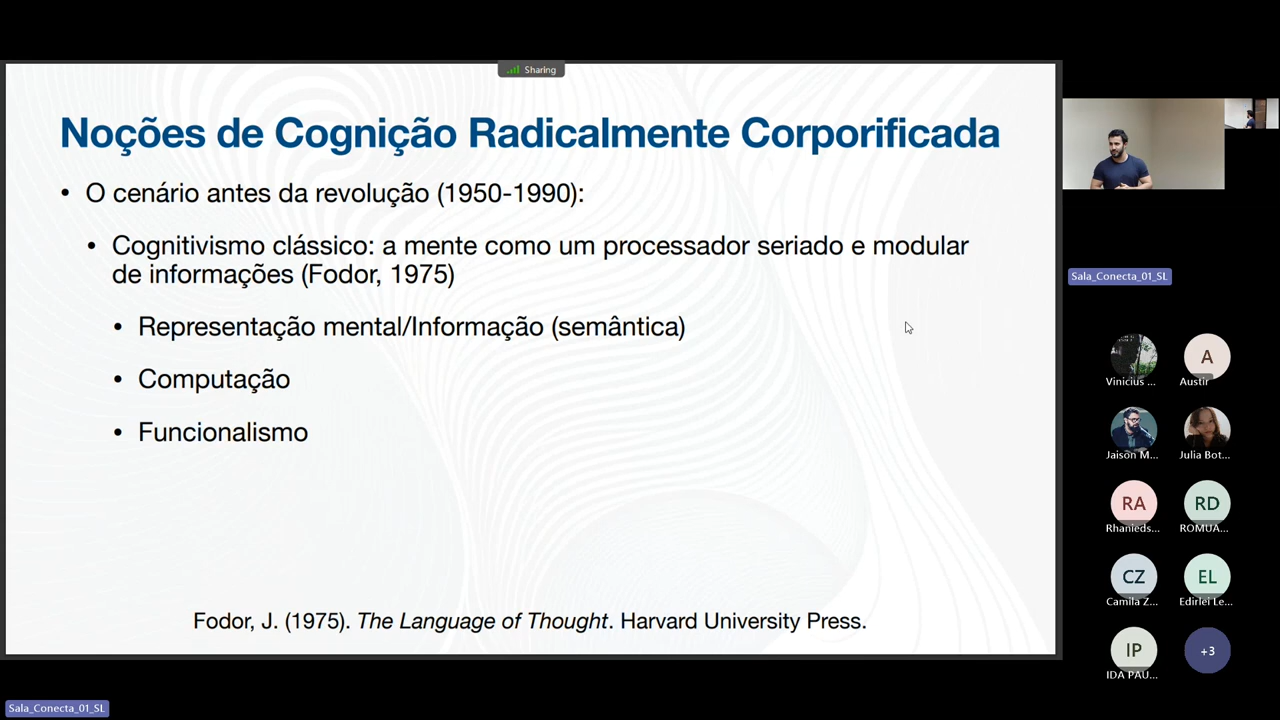 Sharing
Noções de Cognição Radicalmente Corporificada
• O cenário antes da revolução (1950-1990):
• Cognitivismo clássico: a mente como um processador seriado e modular
de informações (Fodor, 1975)
• Representação mental/Informação (semântica)
• Computação
• Funcionalismo
Fodor, J. (1975). The Language of Thought. Harvard University Press.
Sala_Conecta_01_SL
Vinicius ...
A
Austir
Jaison M...
Julia Bot...
RA
RD
Rhanieds...
ROMUA...
CZ
EL
Camila Z...
Edirlei Le...
IP
+3
IDA PAU...
Sala_Conecta_01_SL